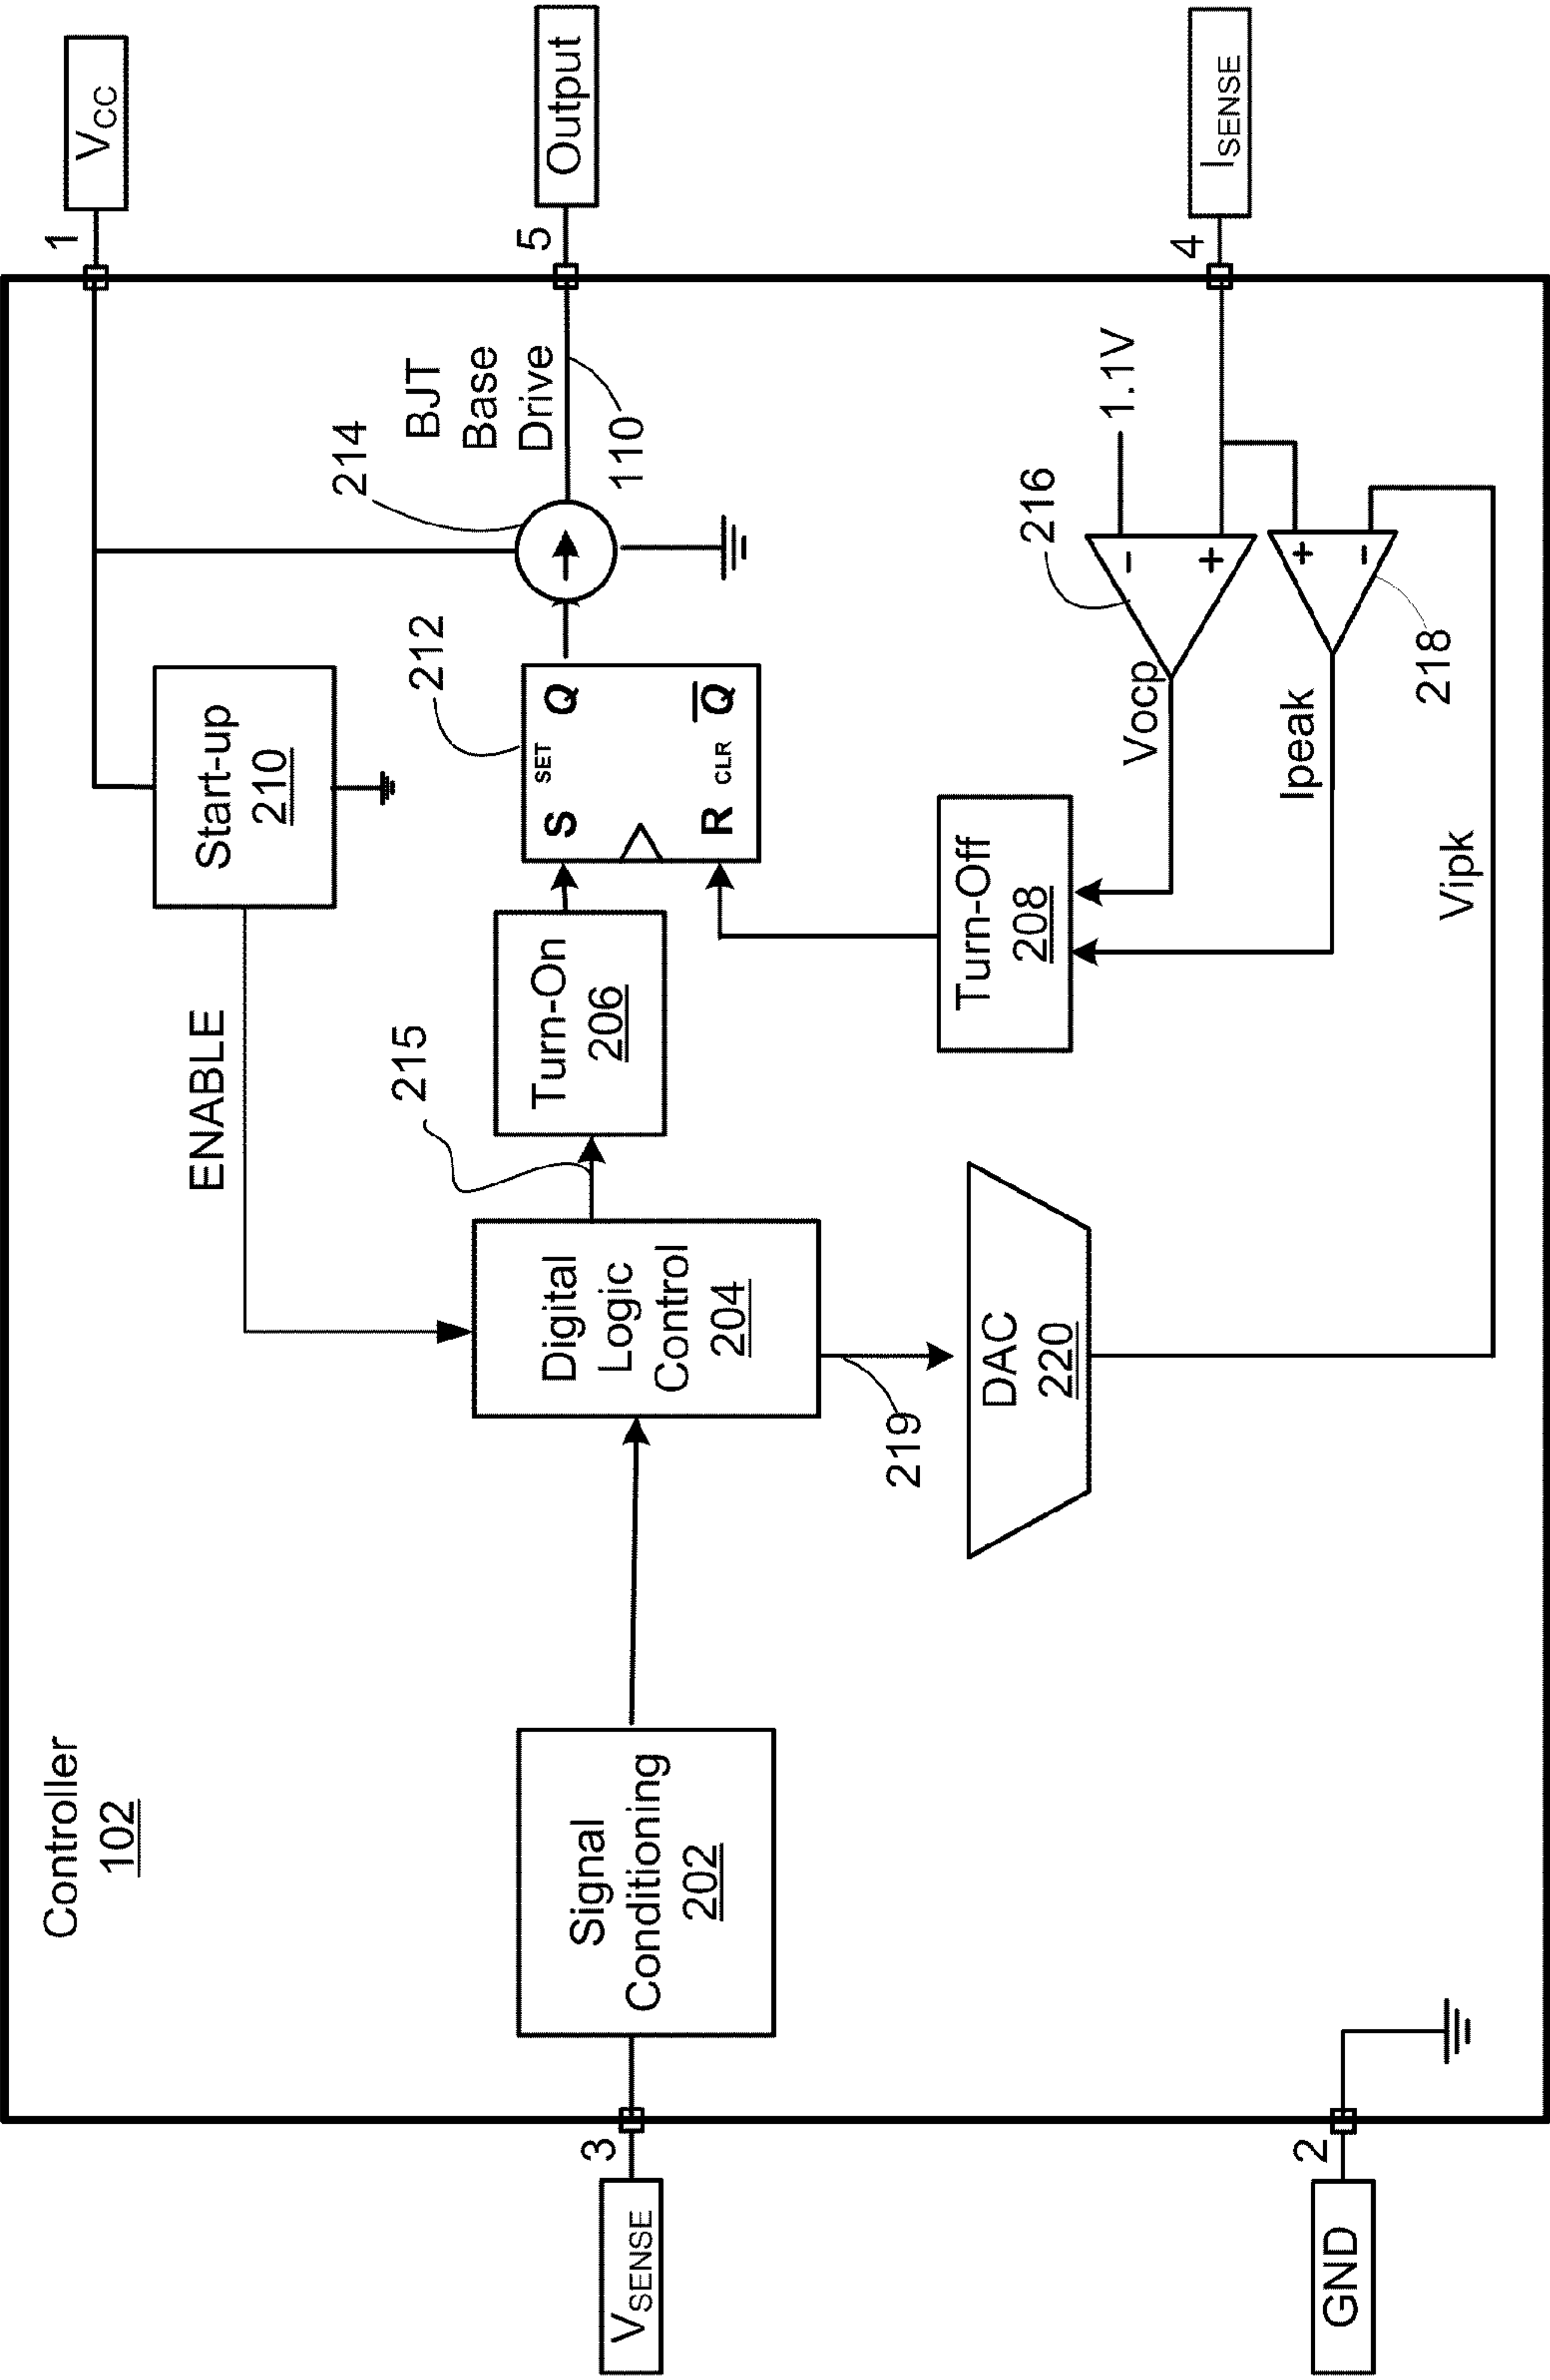 Controller
102
VCC
1
Start-up
210
ENABLE
214
BJT
Base
Drive
110
5
Output
212
S SET Q
R CLR Q
Turn-On
206
215
Digital
Logic
Control
204
Signal
Conditioning
202
3
VSENSE
219
DAC
220
Turn-Off
208
Vocp
216
1.1V
-
+
4
ISENSE
Ipeak
+
-
218
Vipk
2
GND